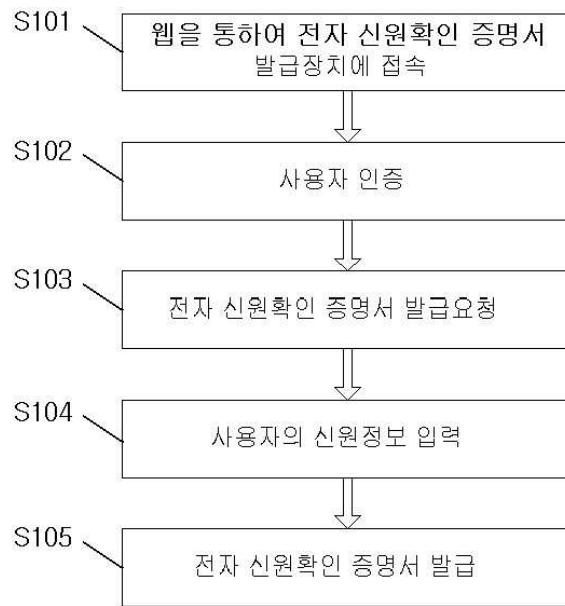 S101
웹을 통하여 전자 신원확인 증명서
발급장치에 접속
S102
사용자 인증
S103
전자 신원확인 증명서 발급요청
S104
사용자의 신원정보 입력
S105
전자 신원확인 증명서 발급